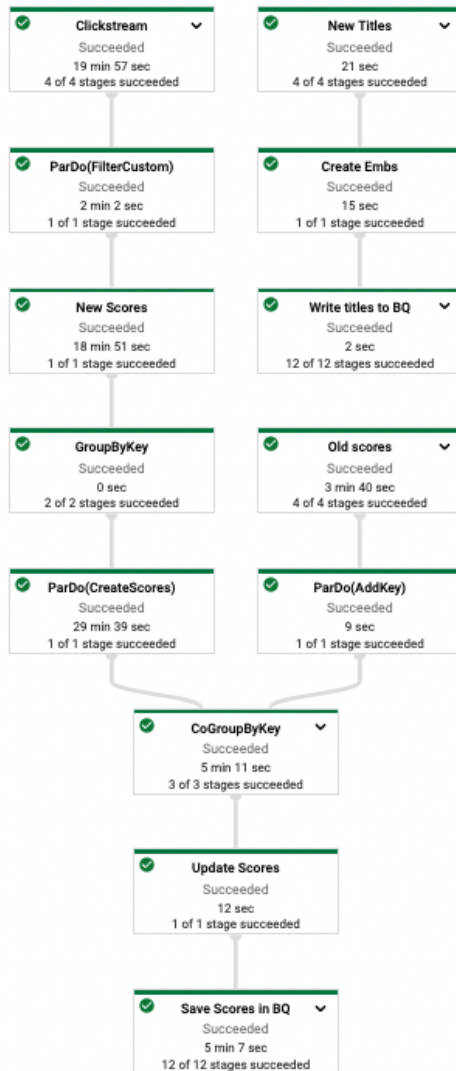 Clickstream
Succeeded
19 min 57 sec
4 of 4 stages succeeded
New Titles
Succeeded
21 sec
4 of 4 stages succeeded
ParDo(FilterCustom)
Succeeded
2 min 2 sec
1 of 1 stage succeeded
Create Embs
Succeeded
15 sec
1 of 1 stage succeeded
New Scores
Succeeded
18 min 51 sec
1 of 1 stage succeeded
Write titles to BQ
Succeeded
2 sec
12 of 12 stages succeeded
GroupByKey
Succeeded
0 sec
2 of 2 stages succeeded
Old scores
Succeeded
3 min 40 sec
4 of 4 stages succeeded
ParDo(CreateScores)
Succeeded
29 min 39 sec
1 of 1 stage succeeded
ParDo(AddKey)
Succeeded
9 sec
1 of 1 stage succeeded
CoGroupByKey
Succeeded
5 min 11 sec
3 of 3 stages succeeded
Update Scores
Succeeded
12 sec
1 of 1 stage succeeded
Save Scores in BQ
Succeeded
5 min 7 sec
12 of 12 stages succeeded